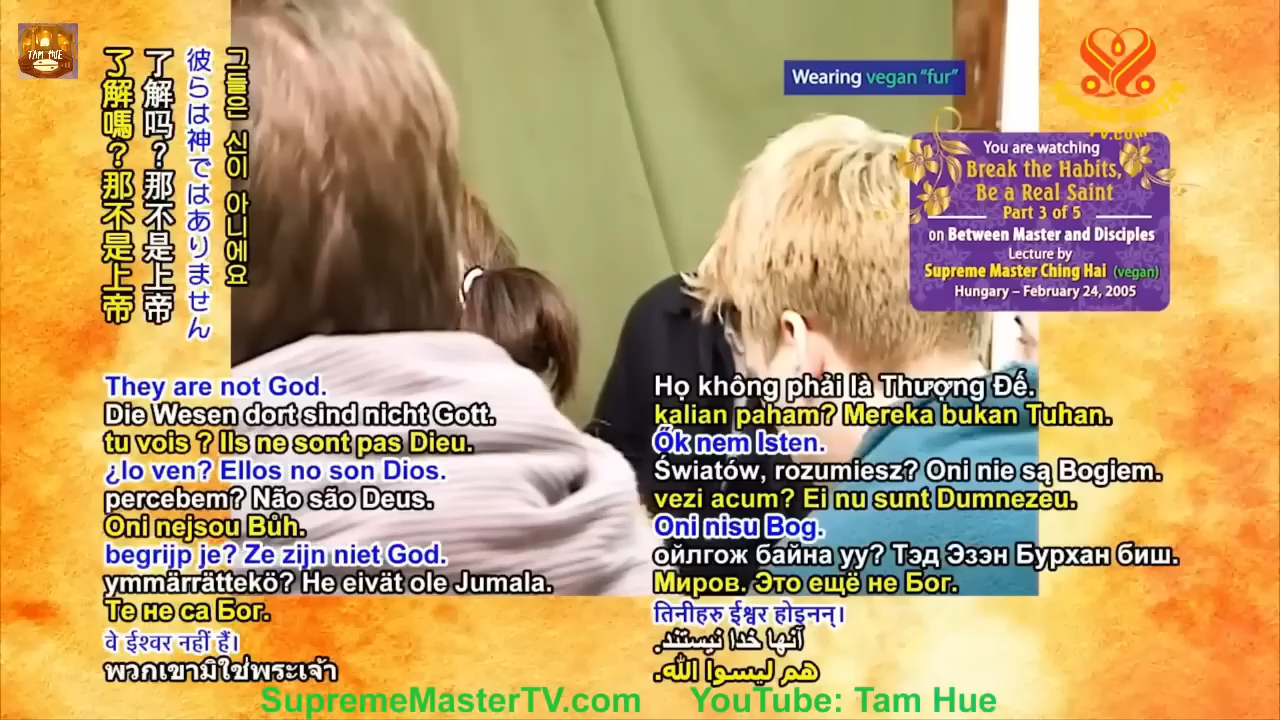 TAM HUE
그들은 신이 아니에요
彼らは神ではありません
了解吗？那不是上帝
了解嗎？那不是上帝
Wearing vegan “fur”
TV.com
You are watching
Break the Habits,
Be a Real Saint
Part 3 of 5
on Between Master and Disciples
Lecture by
Supreme Master Ching Hai (vegan)
Hungary – February 24, 2005
They are not God.
Die Wesen dort sind nicht Gott.
tu vois ? Ils ne sont pas Dieu.
¿lo ven? Ellos no son Dios.
percebem? Não são Deus.
Oni nejsou Bůh.
begrijp je? Ze zijn niet God.
ymmärrättekö? He eivät ole Jumala.
Те не са Бог.
वे ईश्वर नहीं हैं।
พวกเขามิใช่พระเจ้า
Họ không phải là Thượng Đế.
kalian paham? Mereka bukan Tuhan.
Ők nem Isten.
Światów, rozumiesz? Oni nie są Bogiem.
vezi acum? Ei nu sunt Dumnezeu.
Oni nisu Bog.
ойлгож байна уу? Тэд Эзэн Бурхан биш.
Миров. Это ещё не Бог.
तिनीहरु ईश्वर होइनन्।
آنها خدا نیستند.
هم ليسوا الله.
SupremeMasterTV.com YouTube: Tam Hue